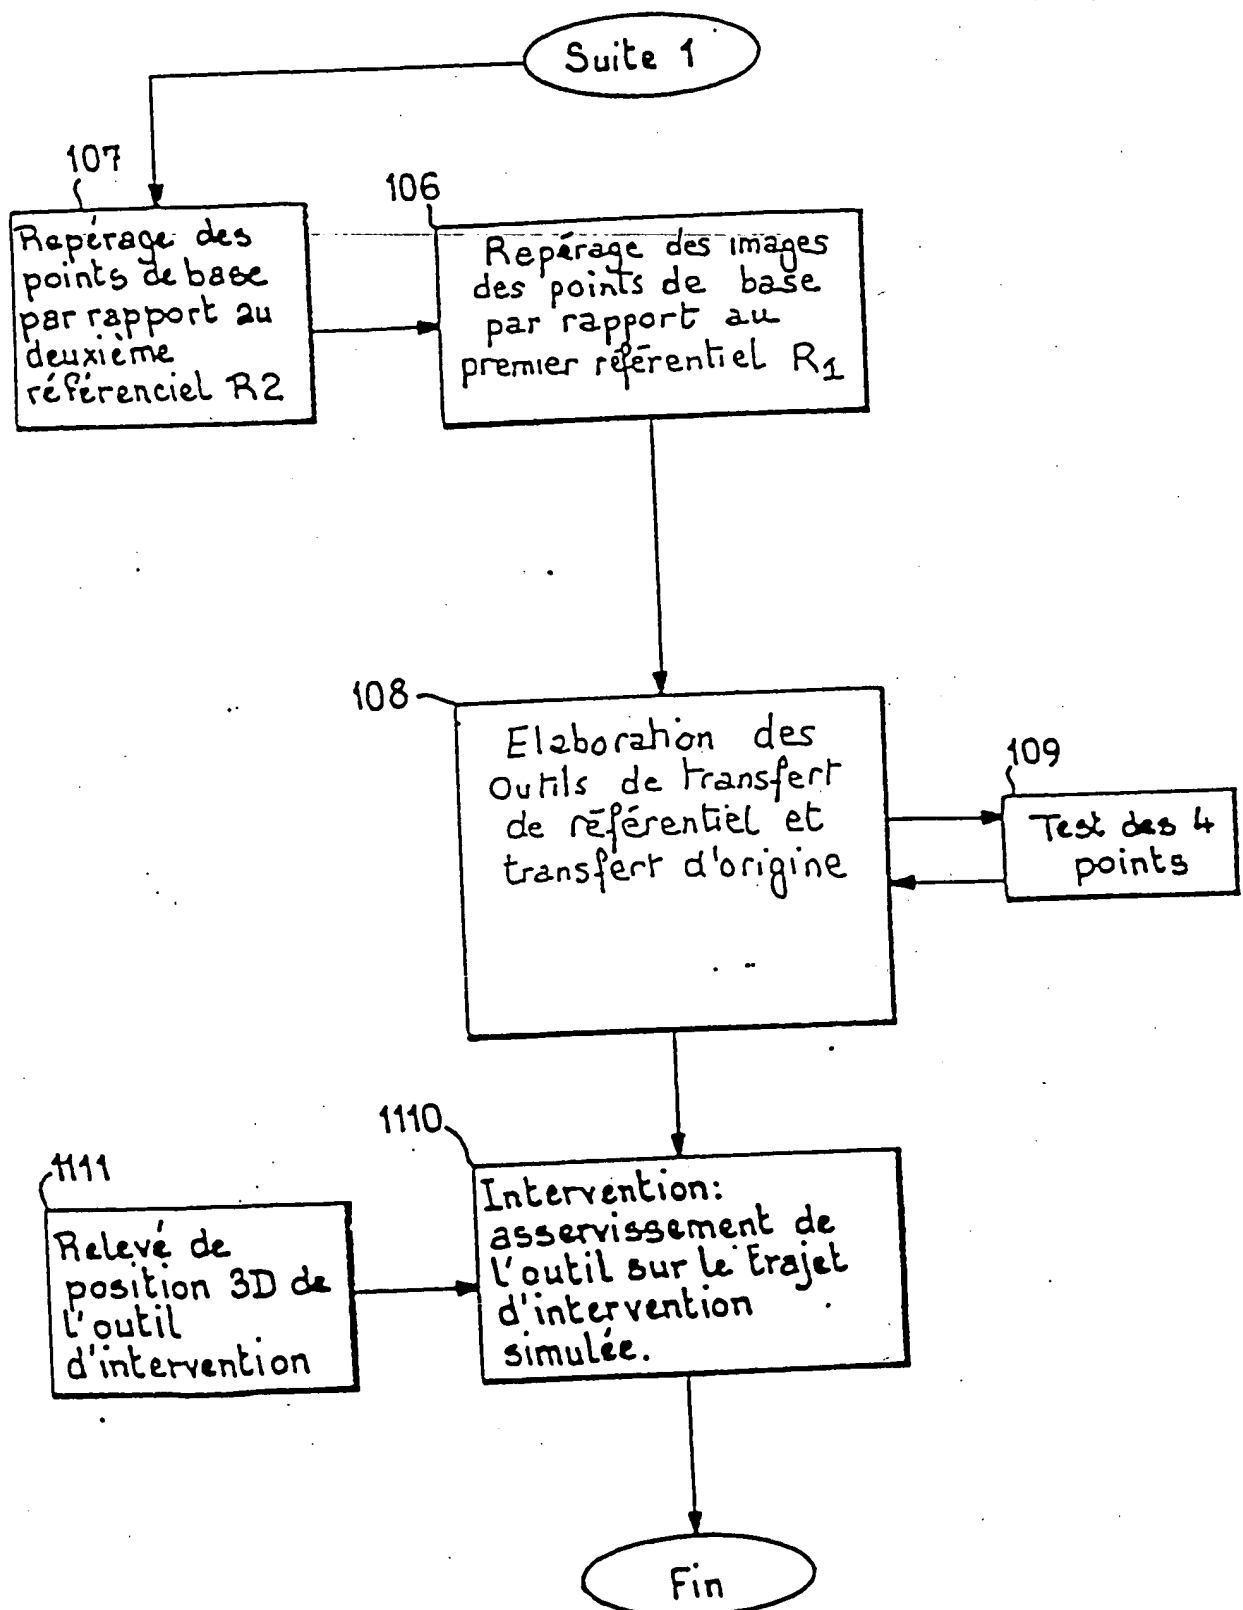 Suite 1
107
Repérage des
points de base
par rapport au
deuxième
référenciel R2
106
Repérage des images
des points de base
par rapport au
premier référentiel R1
108
Elaboration des
Outils de transfert
de référentiel et
transfert d'origine
109
Test des 4
points
1110
Intervention:
asservissement de
l'outil sur le trajet
d'intervention
simulée.
1111
Relevé de
position 3D de
l'outil
d'intervention
Fin